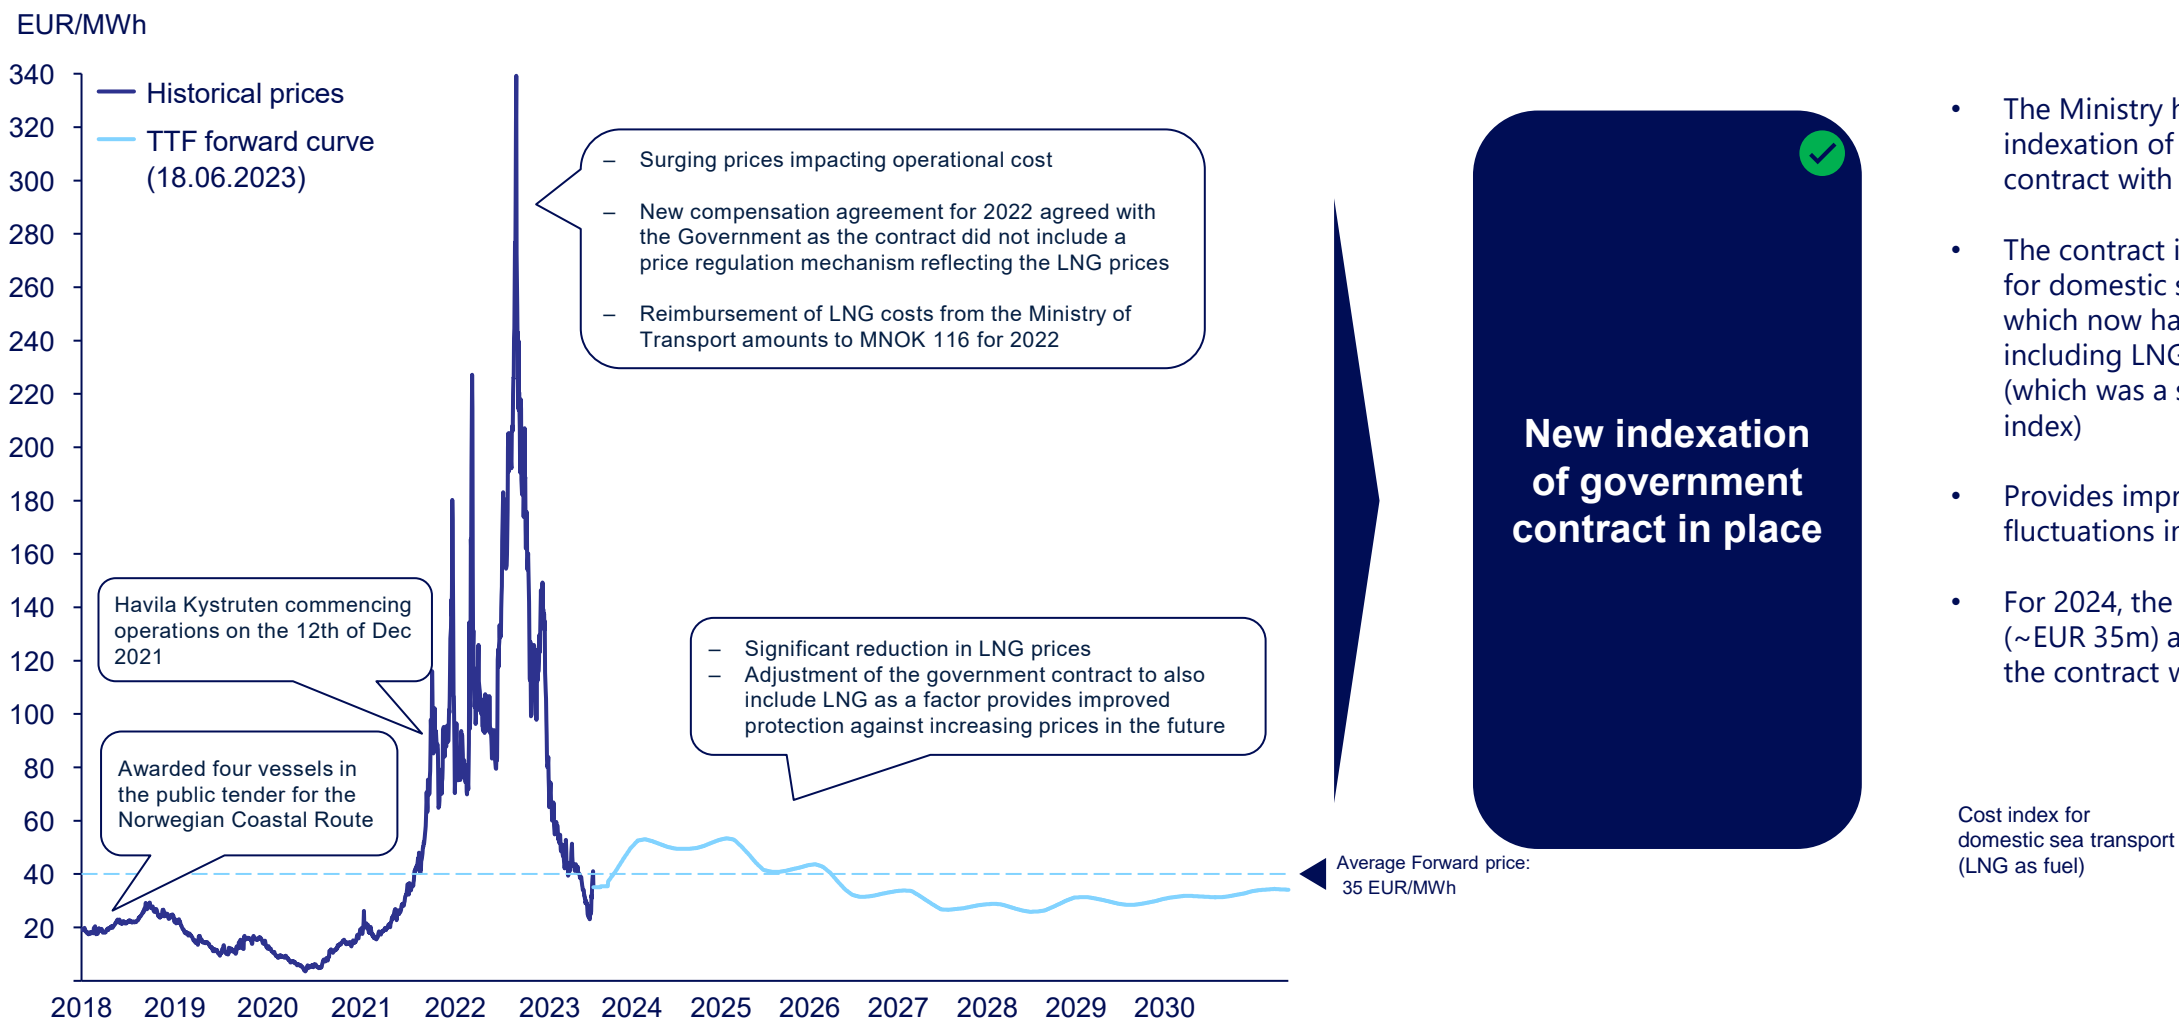 EUR/MWh
340
320
300
280
260
240
220
200
180
160
140
120
100
80
60
40
20
Historical prices
TTF forward curve
(18.06.2023)
– Surging prices impacting operational cost
– New compensation agreement for 2022 agreed with
the Government as the contract did not include a
price regulation mechanism reflecting the LNG prices
– Reimbursement of LNG costs from the Ministry of
Transport amounts to MNOK 116 for 2022
Havila Kystruten commencing
operations on the 12th of Dec
2021
Awarded four vessels in
the public tender for the
Norwegian Coastal Route
– Significant reduction in LNG prices
– Adjustment of the government contract to also
include LNG as a factor provides improved
protection against increasing prices in the future
Average Forward price:
35 EUR/MWh
2018 2019 2020 2021 2022 2023 2024 2025 2026 2027 2028 2029 2030
New indexation
of government
contract in place
• The Ministry
indexation of
contract with
• The contract
for domestic
which now
including
(which was a
index)
• Provides
fluctuations
• For 2024, the
(~EUR 35m)
the contract
Cost index for
domestic sea transport
(LNG as fuel)